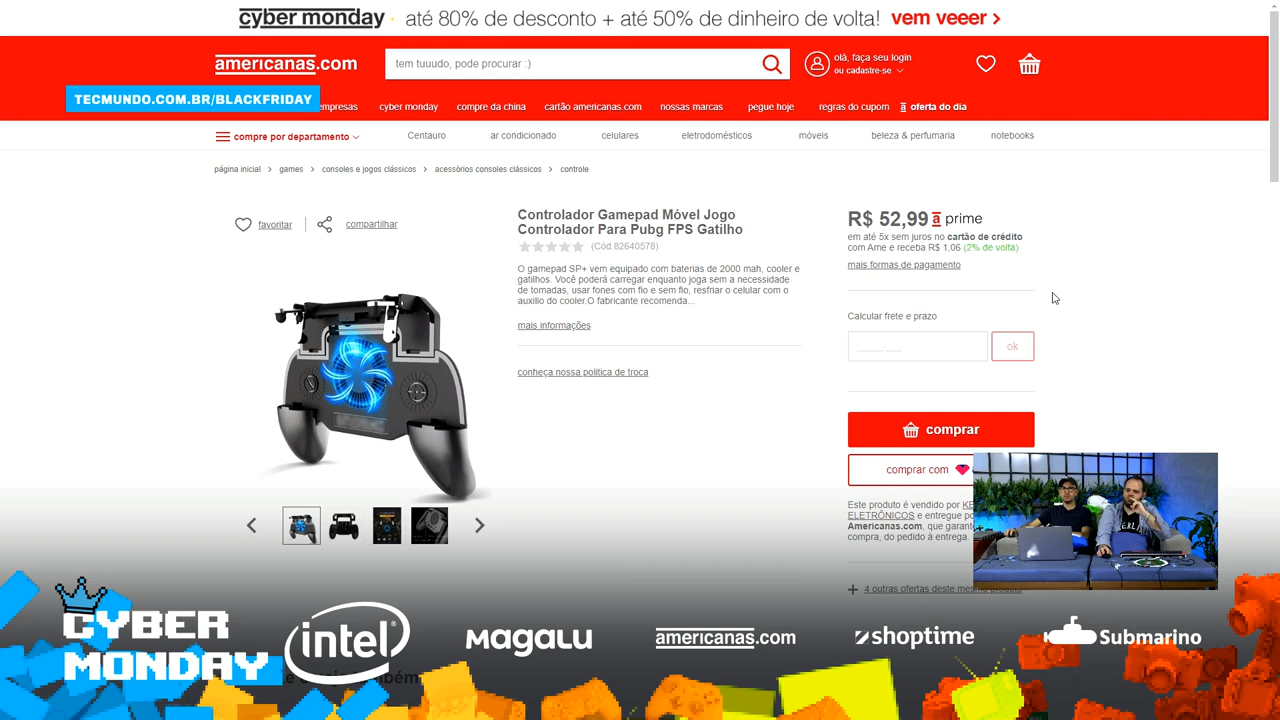 cyber monday até 80% de desconto + até 50% de dinheiro de volta! vem veeer >
americanas.com
tem tuuudo, pode procurar :)
olá, faça seu login
ou cadastre-se
TECMUNDO.COM.BR/BLACKFRIDAY
empresas cyber monday compre da china cartão americanas.com nossas marcas pegue hoje regras do cupom a oferta do dia
compre por departamento Centauro ar condicionado celulares eletrodomésticos móveis beleza & perfumaria notebooks
página inicial > games > consoles e jogos clássicos > acessórios consoles clássicos > controle
favoritar compartilhar
Controlador Gamepad Móvel Jogo
Controlador Para Pubg FPS Gatilho
(Cód.82640578)
O gamepad SP+ vem equipado com baterias de 2000 mah, cooler e
gatilhos. Você poderá carregar enquanto joga sem a necessidade
de tomadas, usar fones com fio e sem fio, resfriar o celular com o
auxilio do cooler.O fabricante recomenda...
mais informações
conheça nossa politica de troca
R$ 52,99 a prime
em até 5x sem juros no cartão de crédito
com Ame e receba R$ 1,06 (2% de volta)
mais formas de pagamento
Calcular frete e prazo
_____-___ ok
comprar
comprar com
Este produto é vendido por
ELETRÔNICOS e entregue
Americanas.com, que
compra, do pedido à entrega.
+ 4 outras ofertas deste mesmo produto
CYBER
MONDAY
intel
Magalu
americanas.com
shoptime
Submarino